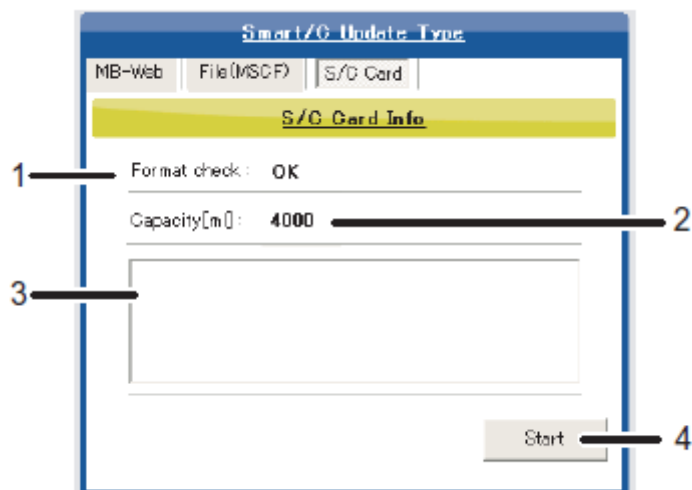 Smart/C Update Type
MB-Web File(MSCF) S/C Card
S/C Card Info
1 Format check : OK
Capacity[ml] : 4000 2
3
Start 4